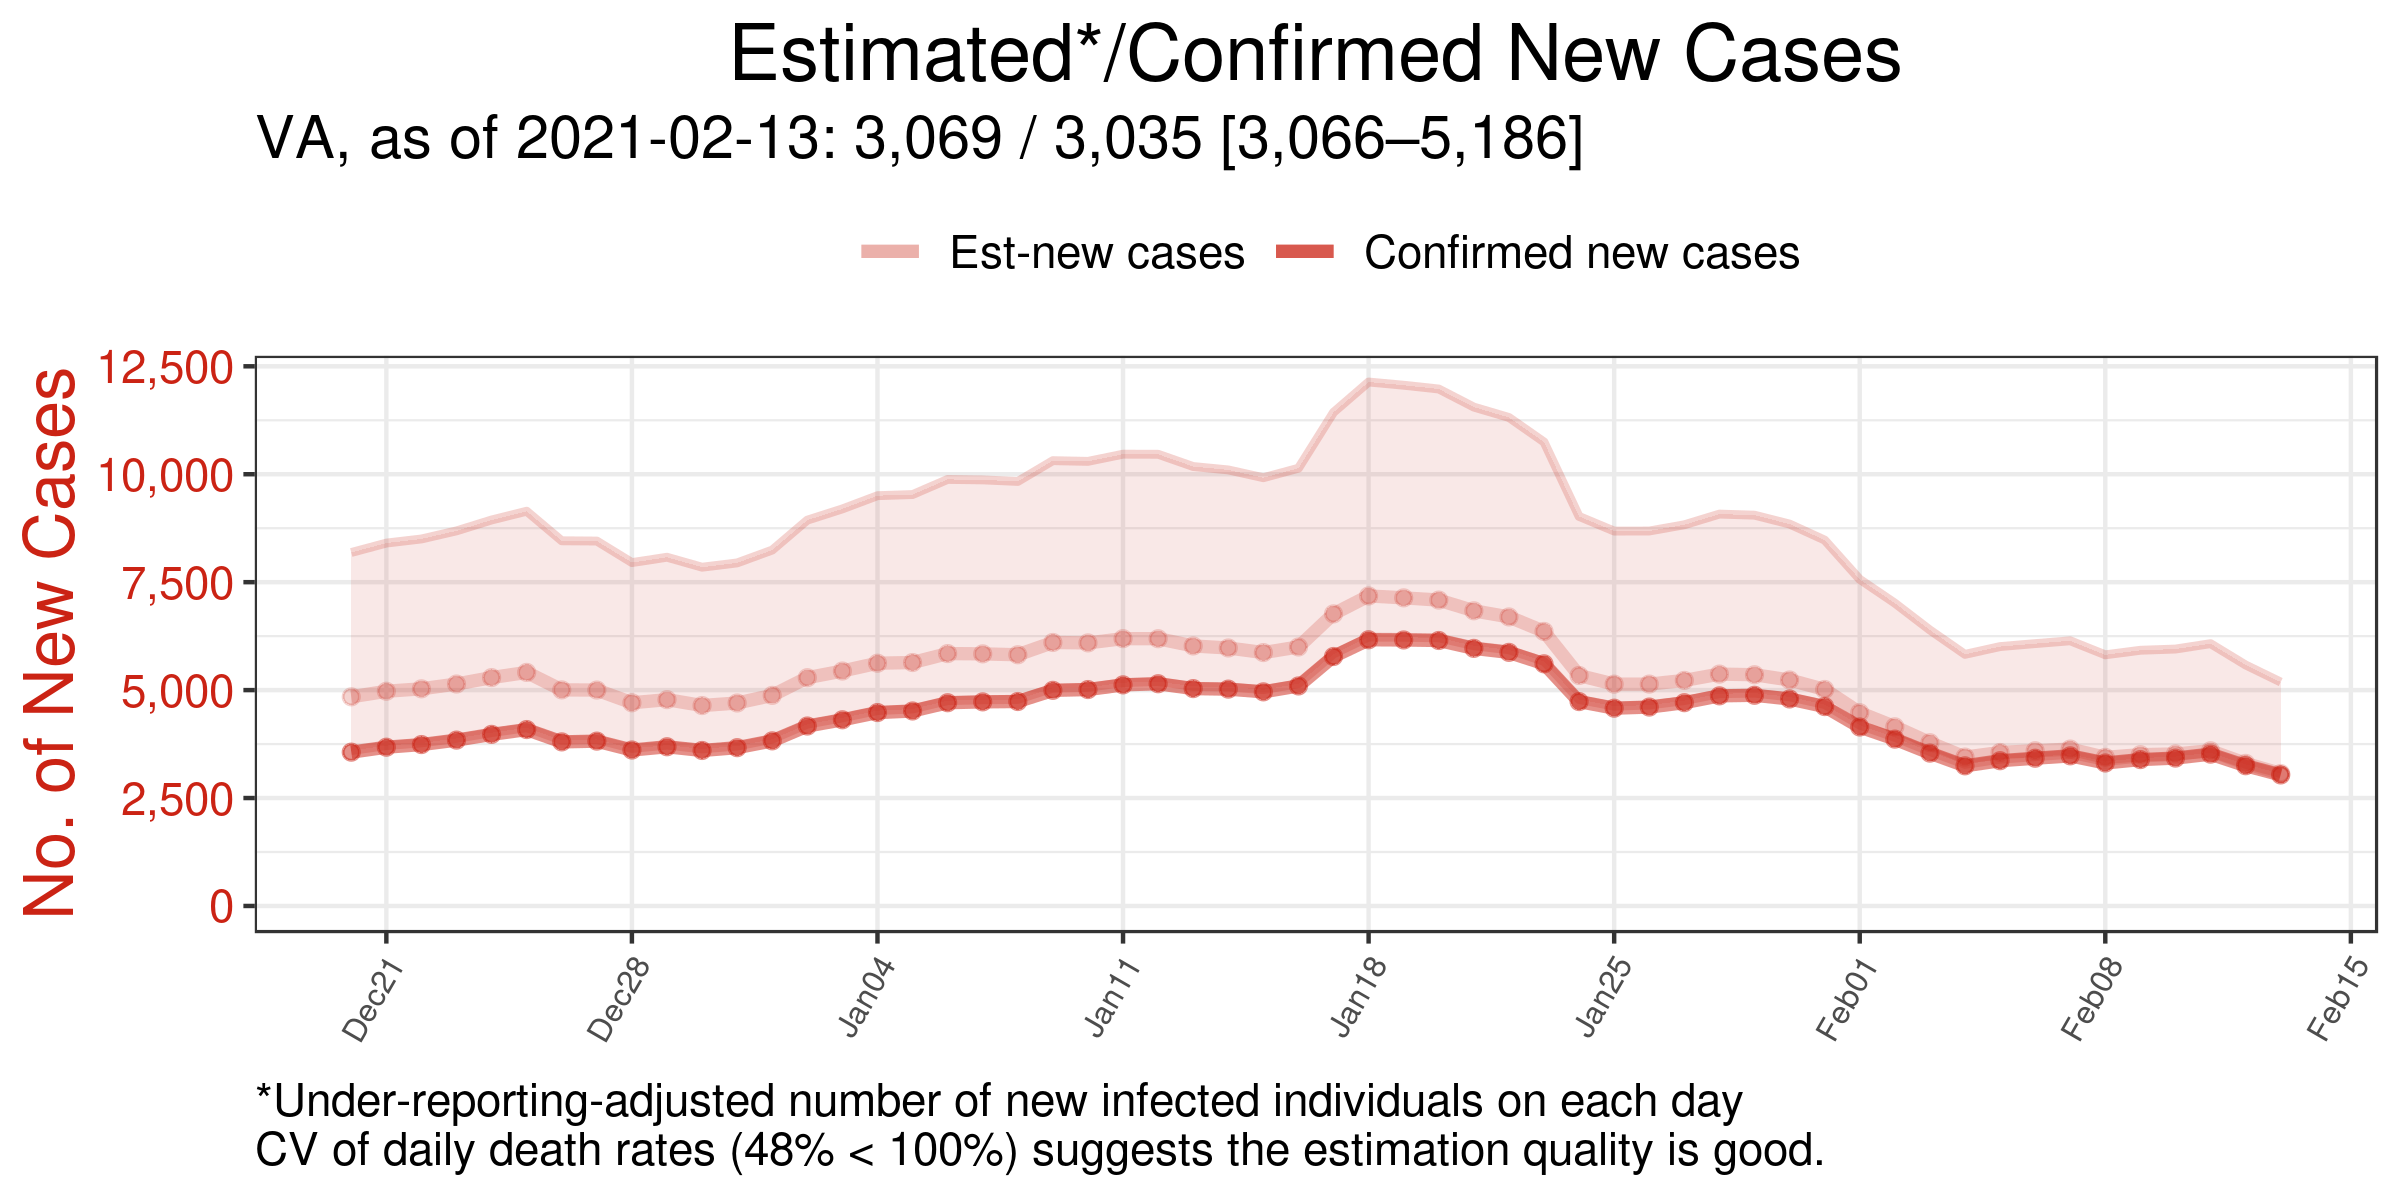 Estimated*/Confirmed New Cases
VA, as of 2021-02-13: 3,069 / 3,035 [3,066–5,186]
Est-new cases
Confirmed new cases
No. of New Cases
12,500
10,000
7,500
5,000
2,500
0
Dec21
Dec28
Jan04
Jan11
Jan18
Jan25
Feb01
Feb08
Feb15
*Under-reporting-adjusted number of new infected individuals on each day
CV of daily death rates (48% < 100%) suggests the estimation quality is good.